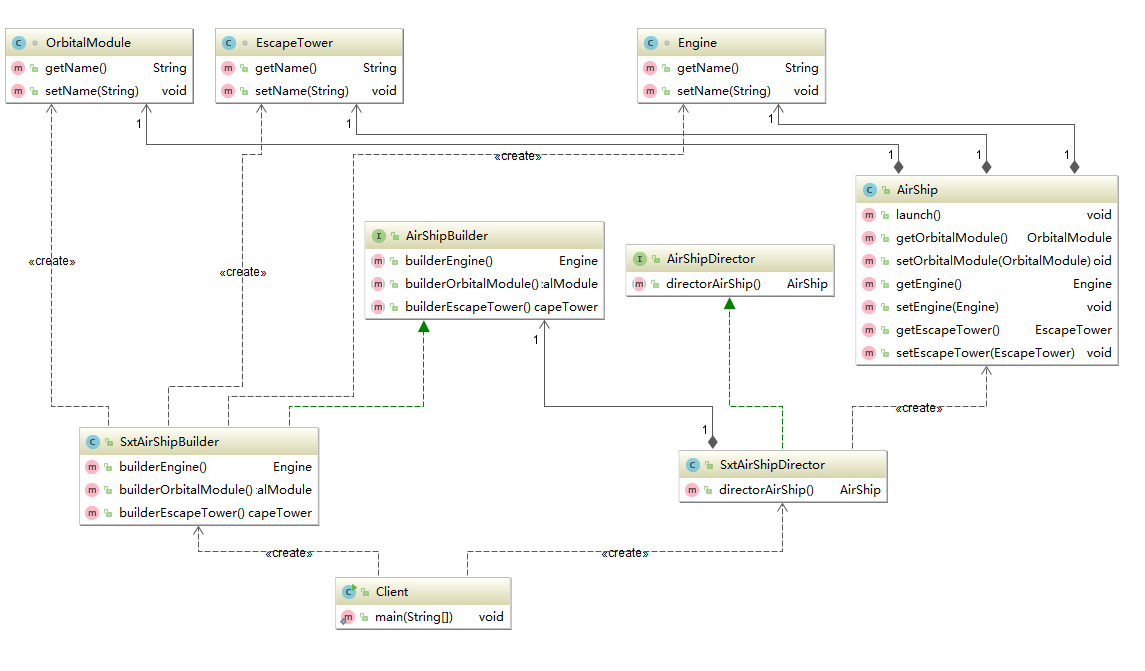 OrbitalModule
getName() String
setName(String) void
EscapeTower
getName() String
setName(String) void
Engine
getName() String
setName(String) void
1
1
1
«create»
1
1
1
AirShip
launch() void
getOrbitalModule() OrbitalModule
setOrbitalModule(OrbitalModule) oid
getEngine() Engine
setEngine(Engine) void
getEscapeTower() EscapeTower
setEscapeTower(EscapeTower) void
AirShipBuilder
builderEngine() Engine
builderOrbitalModule() :alModule
builderEscapeTower() capeTower
AirShipDirector
directorAirShip() AirShip
«create»
«create»
1
«create»
1
SxtAirShipBuilder
builderEngine() Engine
builderOrbitalModule() :alModule
builderEscapeTower() capeTower
SxtAirShipDirector
directorAirShip() AirShip
«create»
«create»
Client
main(String[]) void